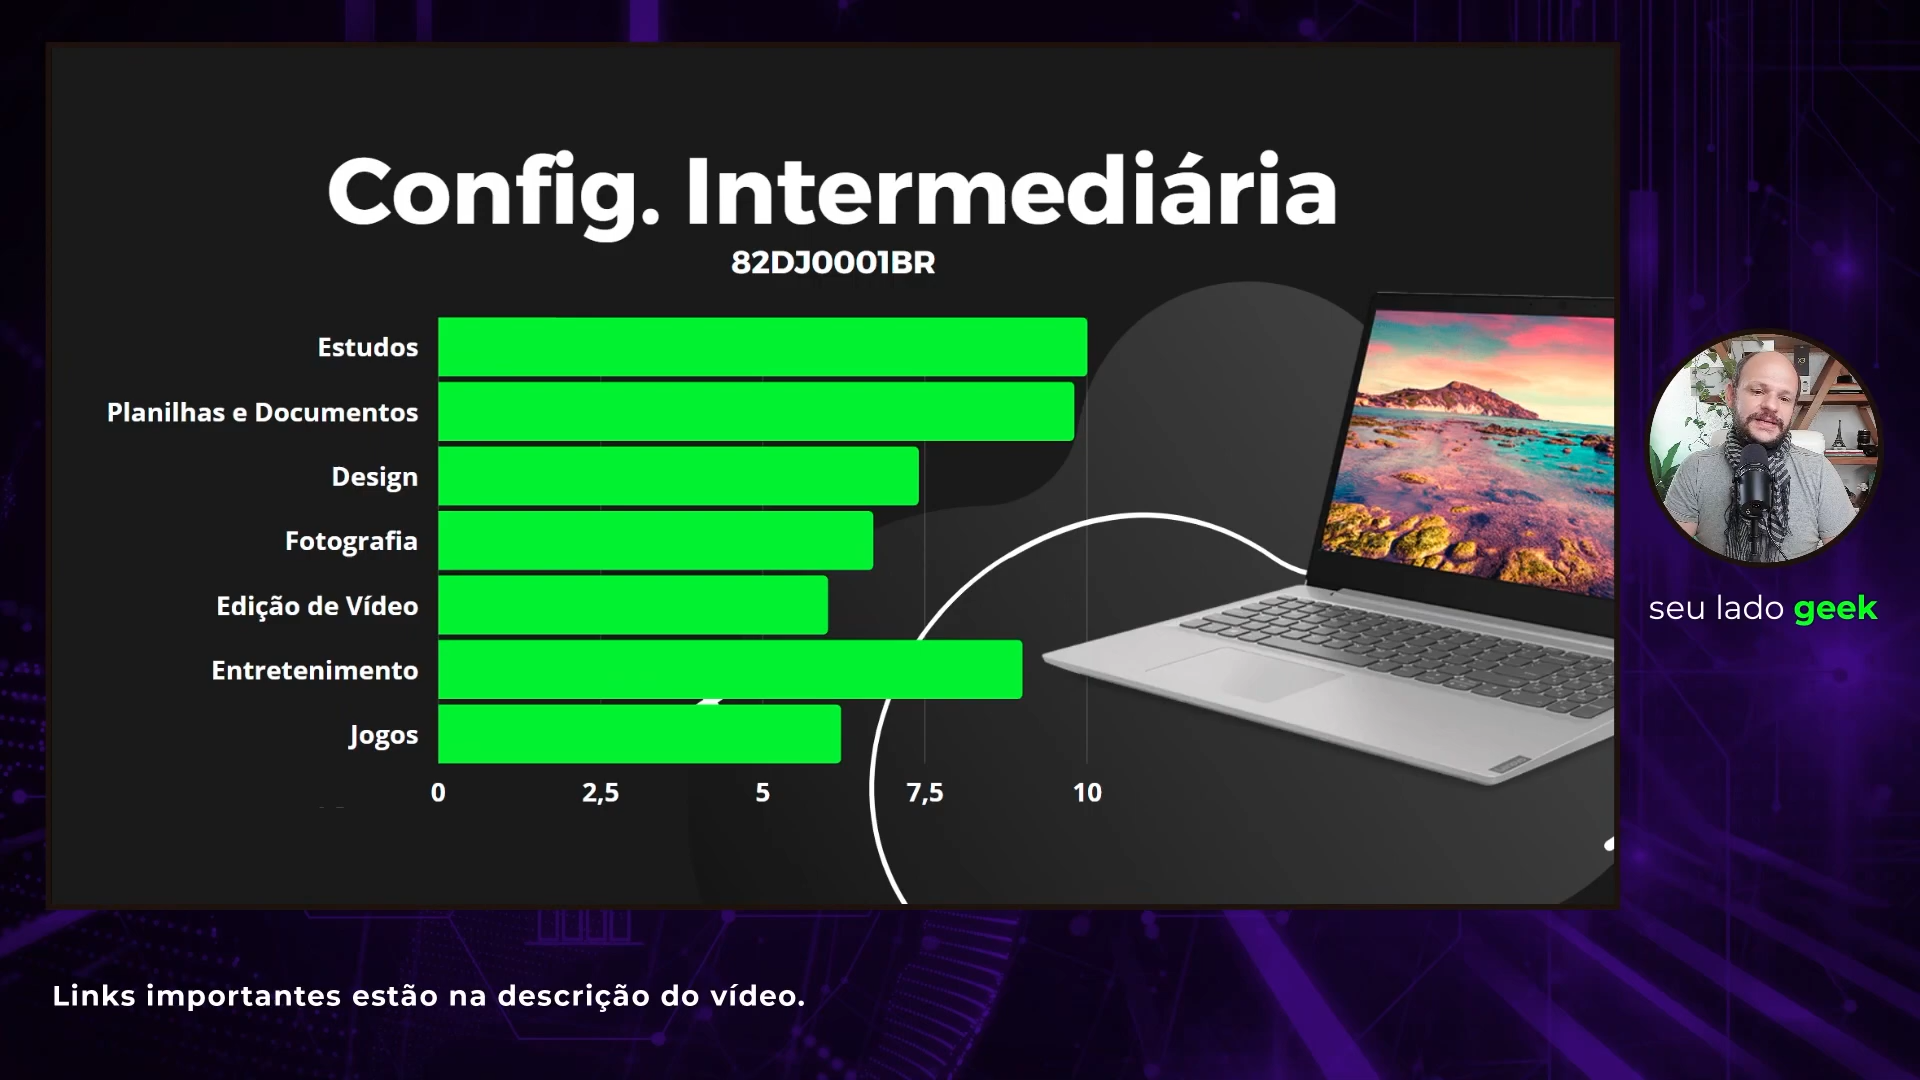 Config. Intermediária
82DJ0001BR
Estudos
Planilhas e Documentos
Design
Fotografia
Edição de Vídeo
Entretenimento
Jogos
0 2,5 5 7,5 10
seu lado geek
Links importantes estão na descrição do vídeo.